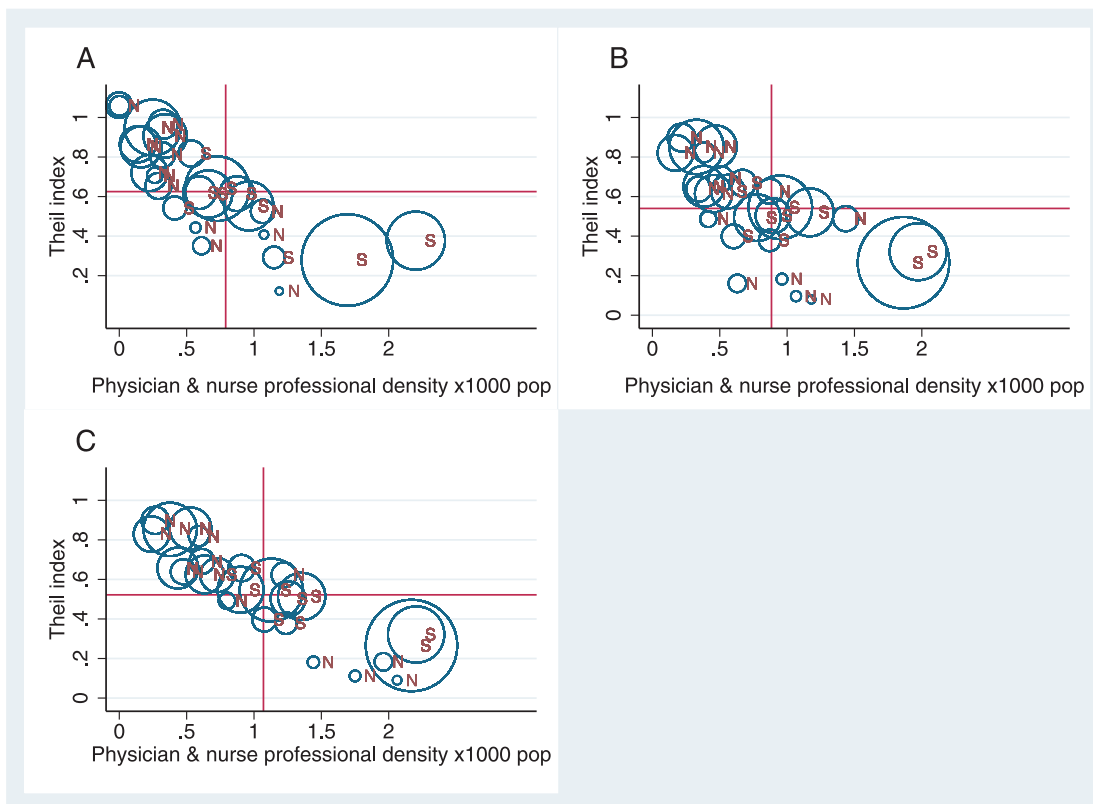 A
Theil index
1
.8
.6
.4
.2
0 .5 1 1.5 2
Physician & nurse professional density x1000 pop
N N N N N N N N N N N N N N N
S S S S S S S S S S
B
Theil index
1
.8
.6
.4
.2
0
0 .5 1 1.5 2
Physician & nurse professional density x1000 pop
N N N N N N N N N N N N N N N
S S S S S S S S S S
C
Theil index
1
.8
.6
.4
.2
0
0 .5 1 1.5 2
Physician & nurse professional density x1000 pop
N N N N N N N N N N N N N N N
S S S S S S S S S S